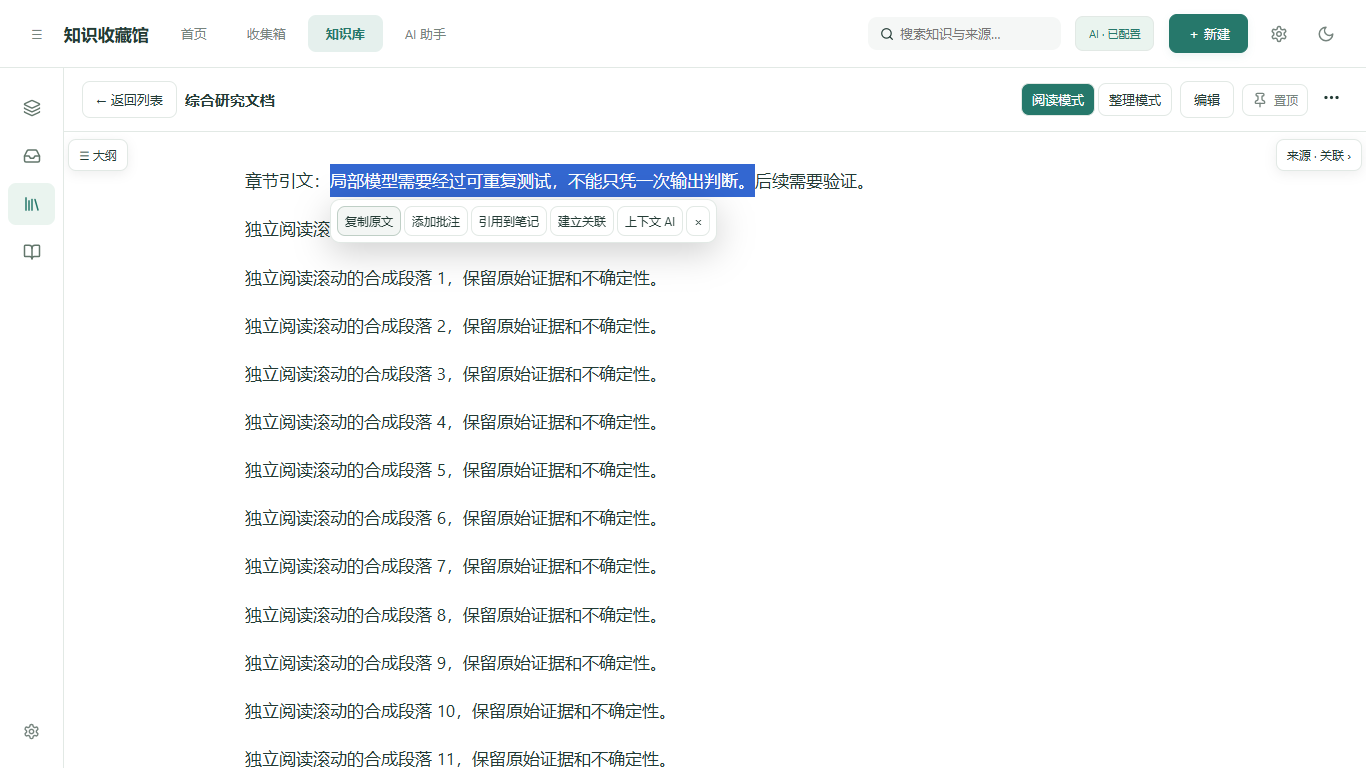 ☰ 知识收藏馆 首页 收集箱 知识库 AI 助手 搜索知识与来源... AI · 已配置 + 新建
← 返回列表 综合研究文档 阅读模式 整理模式 编辑 置顶 ···
☰ 大纲 来源 · 关联 ›
章节引文：局部模型需要经过可重复测试，不能只凭一次输出判断。后续需要验证。
复制原文 添加批注 引用到笔记 建立关联 上下文 AI ×
独立阅读滚
独立阅读滚动的合成段落 1，保留原始证据和不确定性。
独立阅读滚动的合成段落 2，保留原始证据和不确定性。
独立阅读滚动的合成段落 3，保留原始证据和不确定性。
独立阅读滚动的合成段落 4，保留原始证据和不确定性。
独立阅读滚动的合成段落 5，保留原始证据和不确定性。
独立阅读滚动的合成段落 6，保留原始证据和不确定性。
独立阅读滚动的合成段落 7，保留原始证据和不确定性。
独立阅读滚动的合成段落 8，保留原始证据和不确定性。
独立阅读滚动的合成段落 9，保留原始证据和不确定性。
独立阅读滚动的合成段落 10，保留原始证据和不确定性。
独立阅读滚动的合成段落 11，保留原始证据和不确定性。